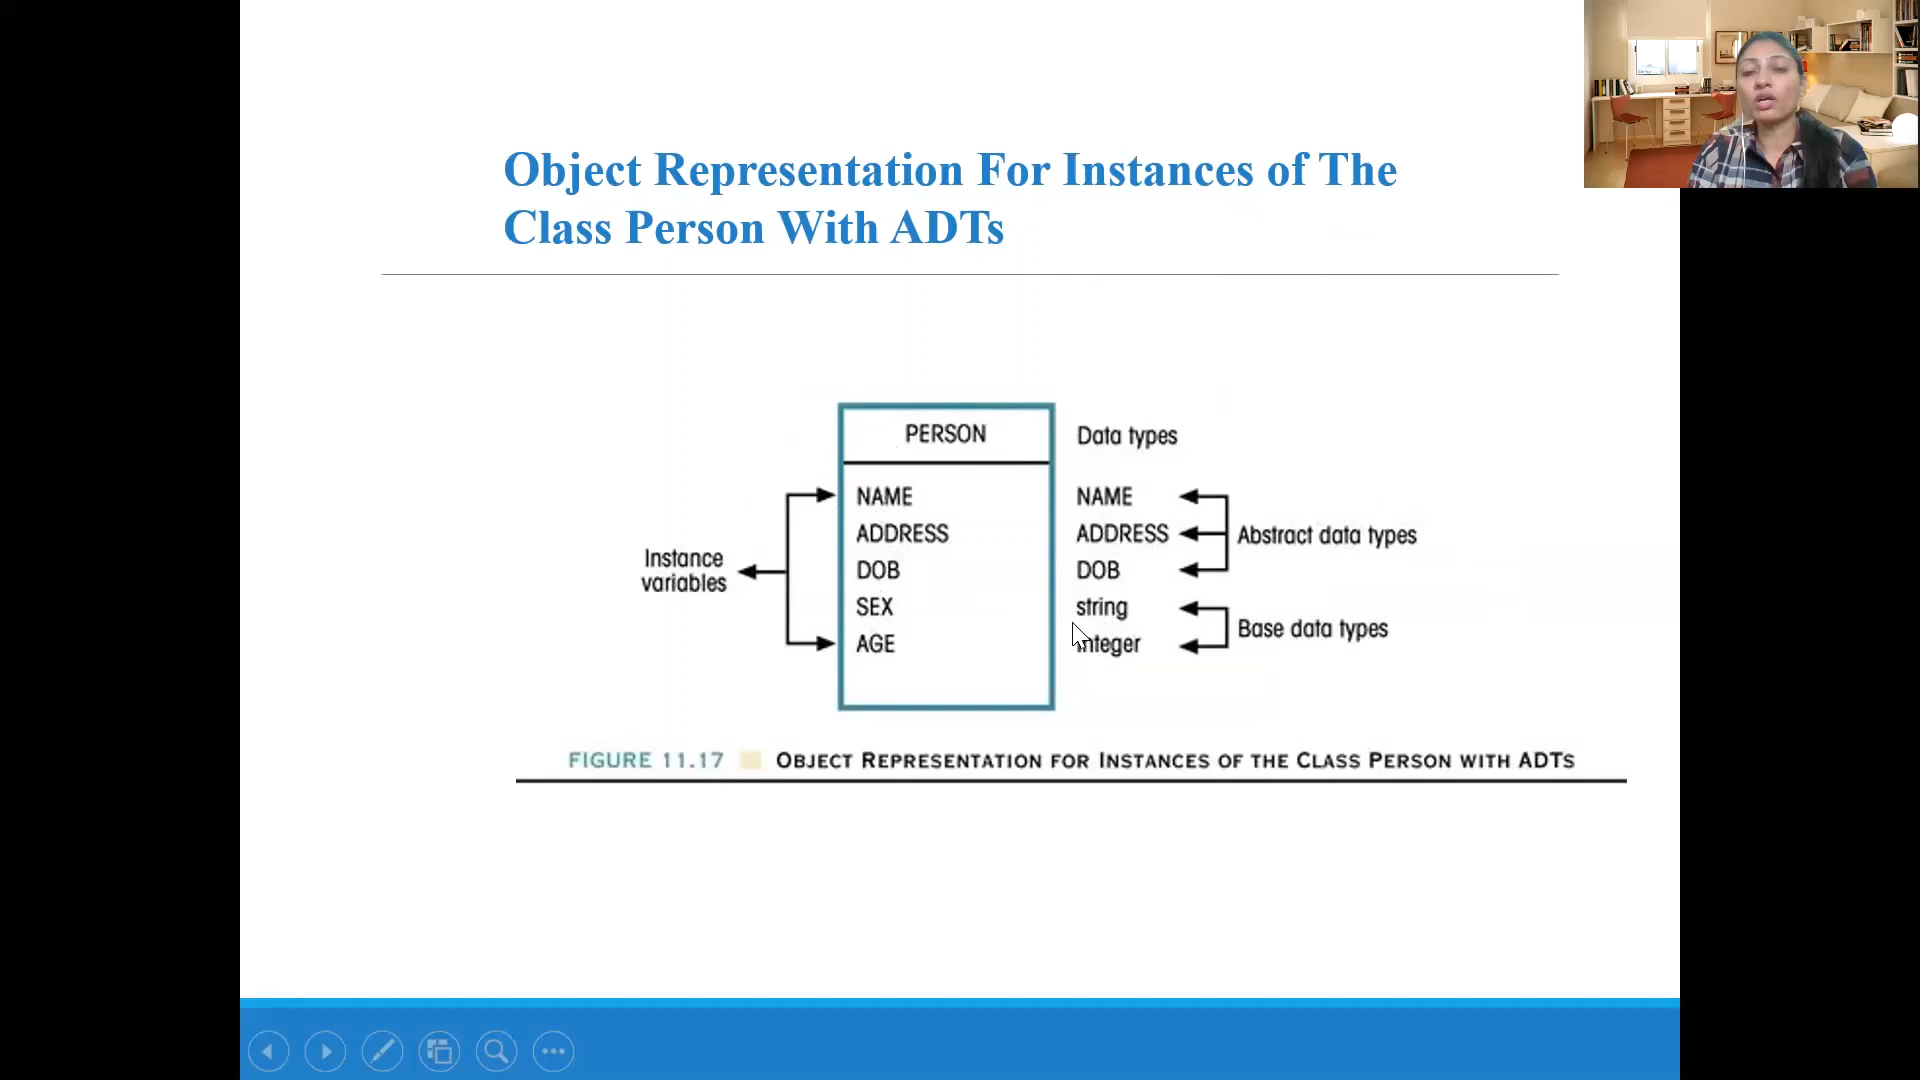 Object Representation For Instances of The
Class Person With ADTs
PERSON
Data types
NAME
ADDRESS
DOB
SEX
AGE
NAME
ADDRESS
DOB
string
integer
Instance
variables
Abstract data types
Base data types
FIGURE 11.17 OBJECT REPRESENTATION FOR INSTANCES OF THE CLASS PERSON WITH ADTS